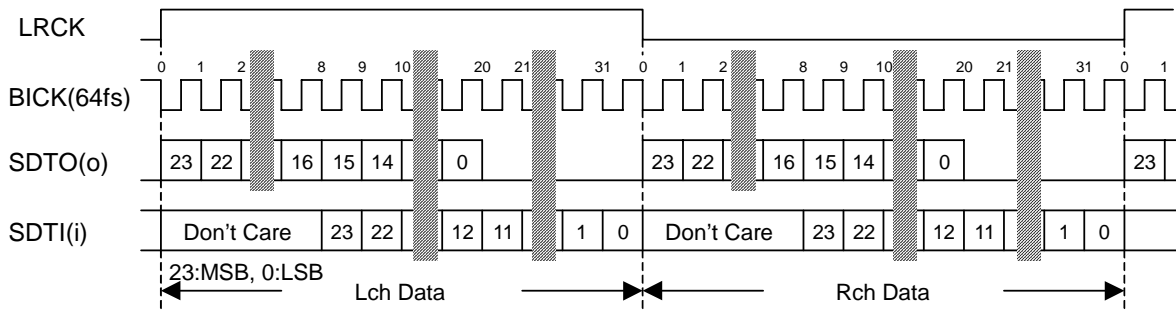 LRCK
0 1 2 8 9 10 20 21 31 0 1 2 8 9 10 20 21 31 0 1
BICK(64fs)
SDTO(o) 23 22 16 15 14 0 23 22 16 15 14 0 23
SDTI(i) Don't Care 23 22 12 11 1 0 Don't Care 23 22 12 11 1 0
23:MSB, 0:LSB
Lch Data Rch Data